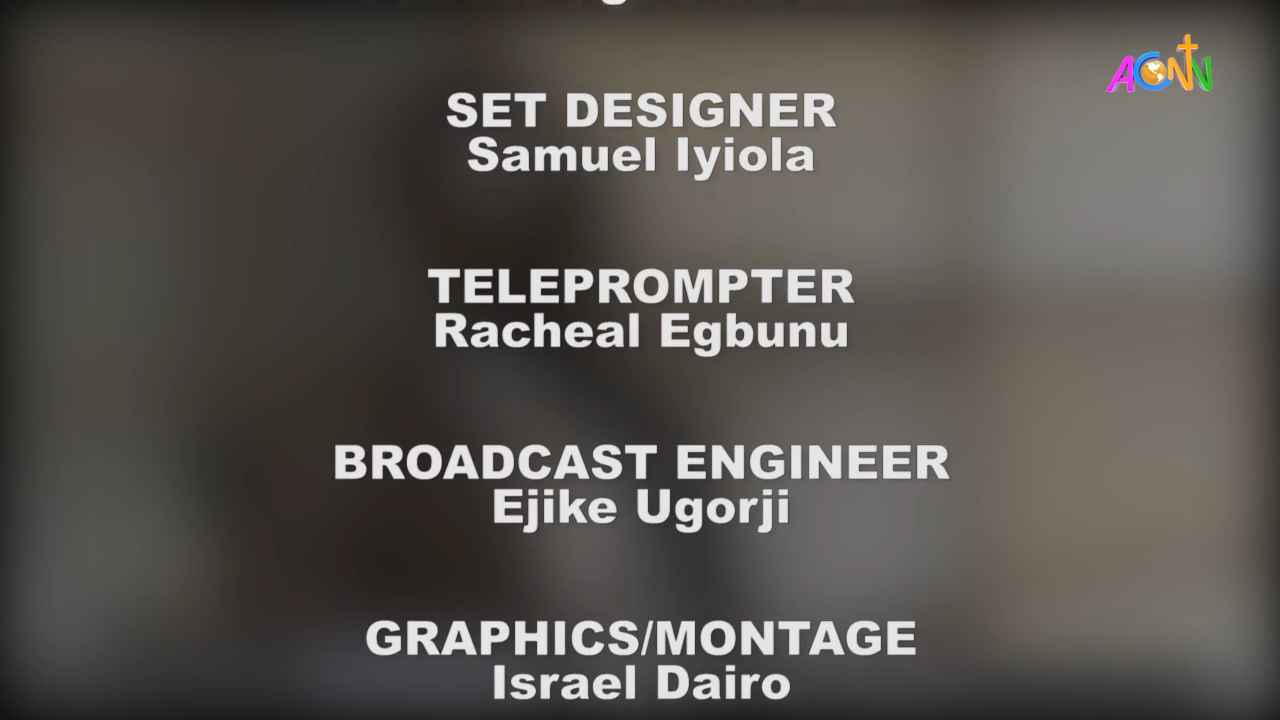 ACNN
SET DESIGNER
Samuel Iyiola
TELEPROMPTER
Racheal Egbunu
BROADCAST ENGINEER
Ejike Ugorji
GRAPHICS/MONTAGE
Israel Dairo